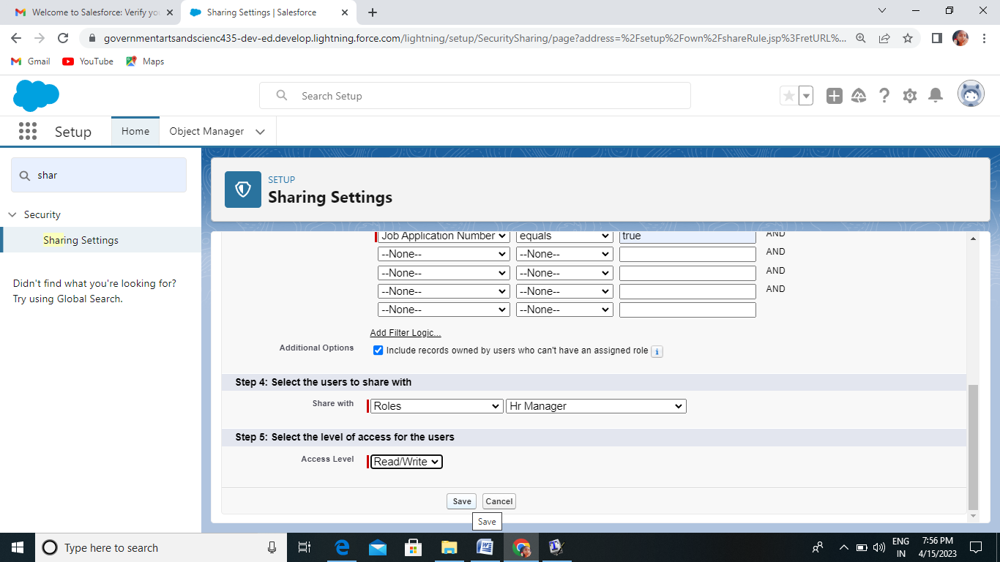 Welcome to Salesforce: Verify yo
Sharing Settings | Salesforce
governmentartsandscienc435-dev-ed.develop.lightning.force.com/lightning/setup/SecuritySharing/page?address=%2Fsetup%2Fown%2FshareRule.jsp%3FretURL%...
Gmail
YouTube
Maps
Search Setup
Setup
Home
Object Manager
shar
Security
Sharing Settings
Didn't find what you're looking for?
Try using Global Search.
SETUP
Sharing Settings
Job Application Number equals true AND
--None-- --None-- AND
--None-- --None-- AND
--None-- --None-- AND
--None-- --None--
Add Filter Logic...
Additional Options Include records owned by users who can't have an assigned role i
Step 4: Select the users to share with
Share with Roles Hr Manager
Step 5: Select the level of access for the users
Access Level Read/Write
Save Cancel
Save
Type here to search
ENG
IN
7:56 PM
4/15/2023